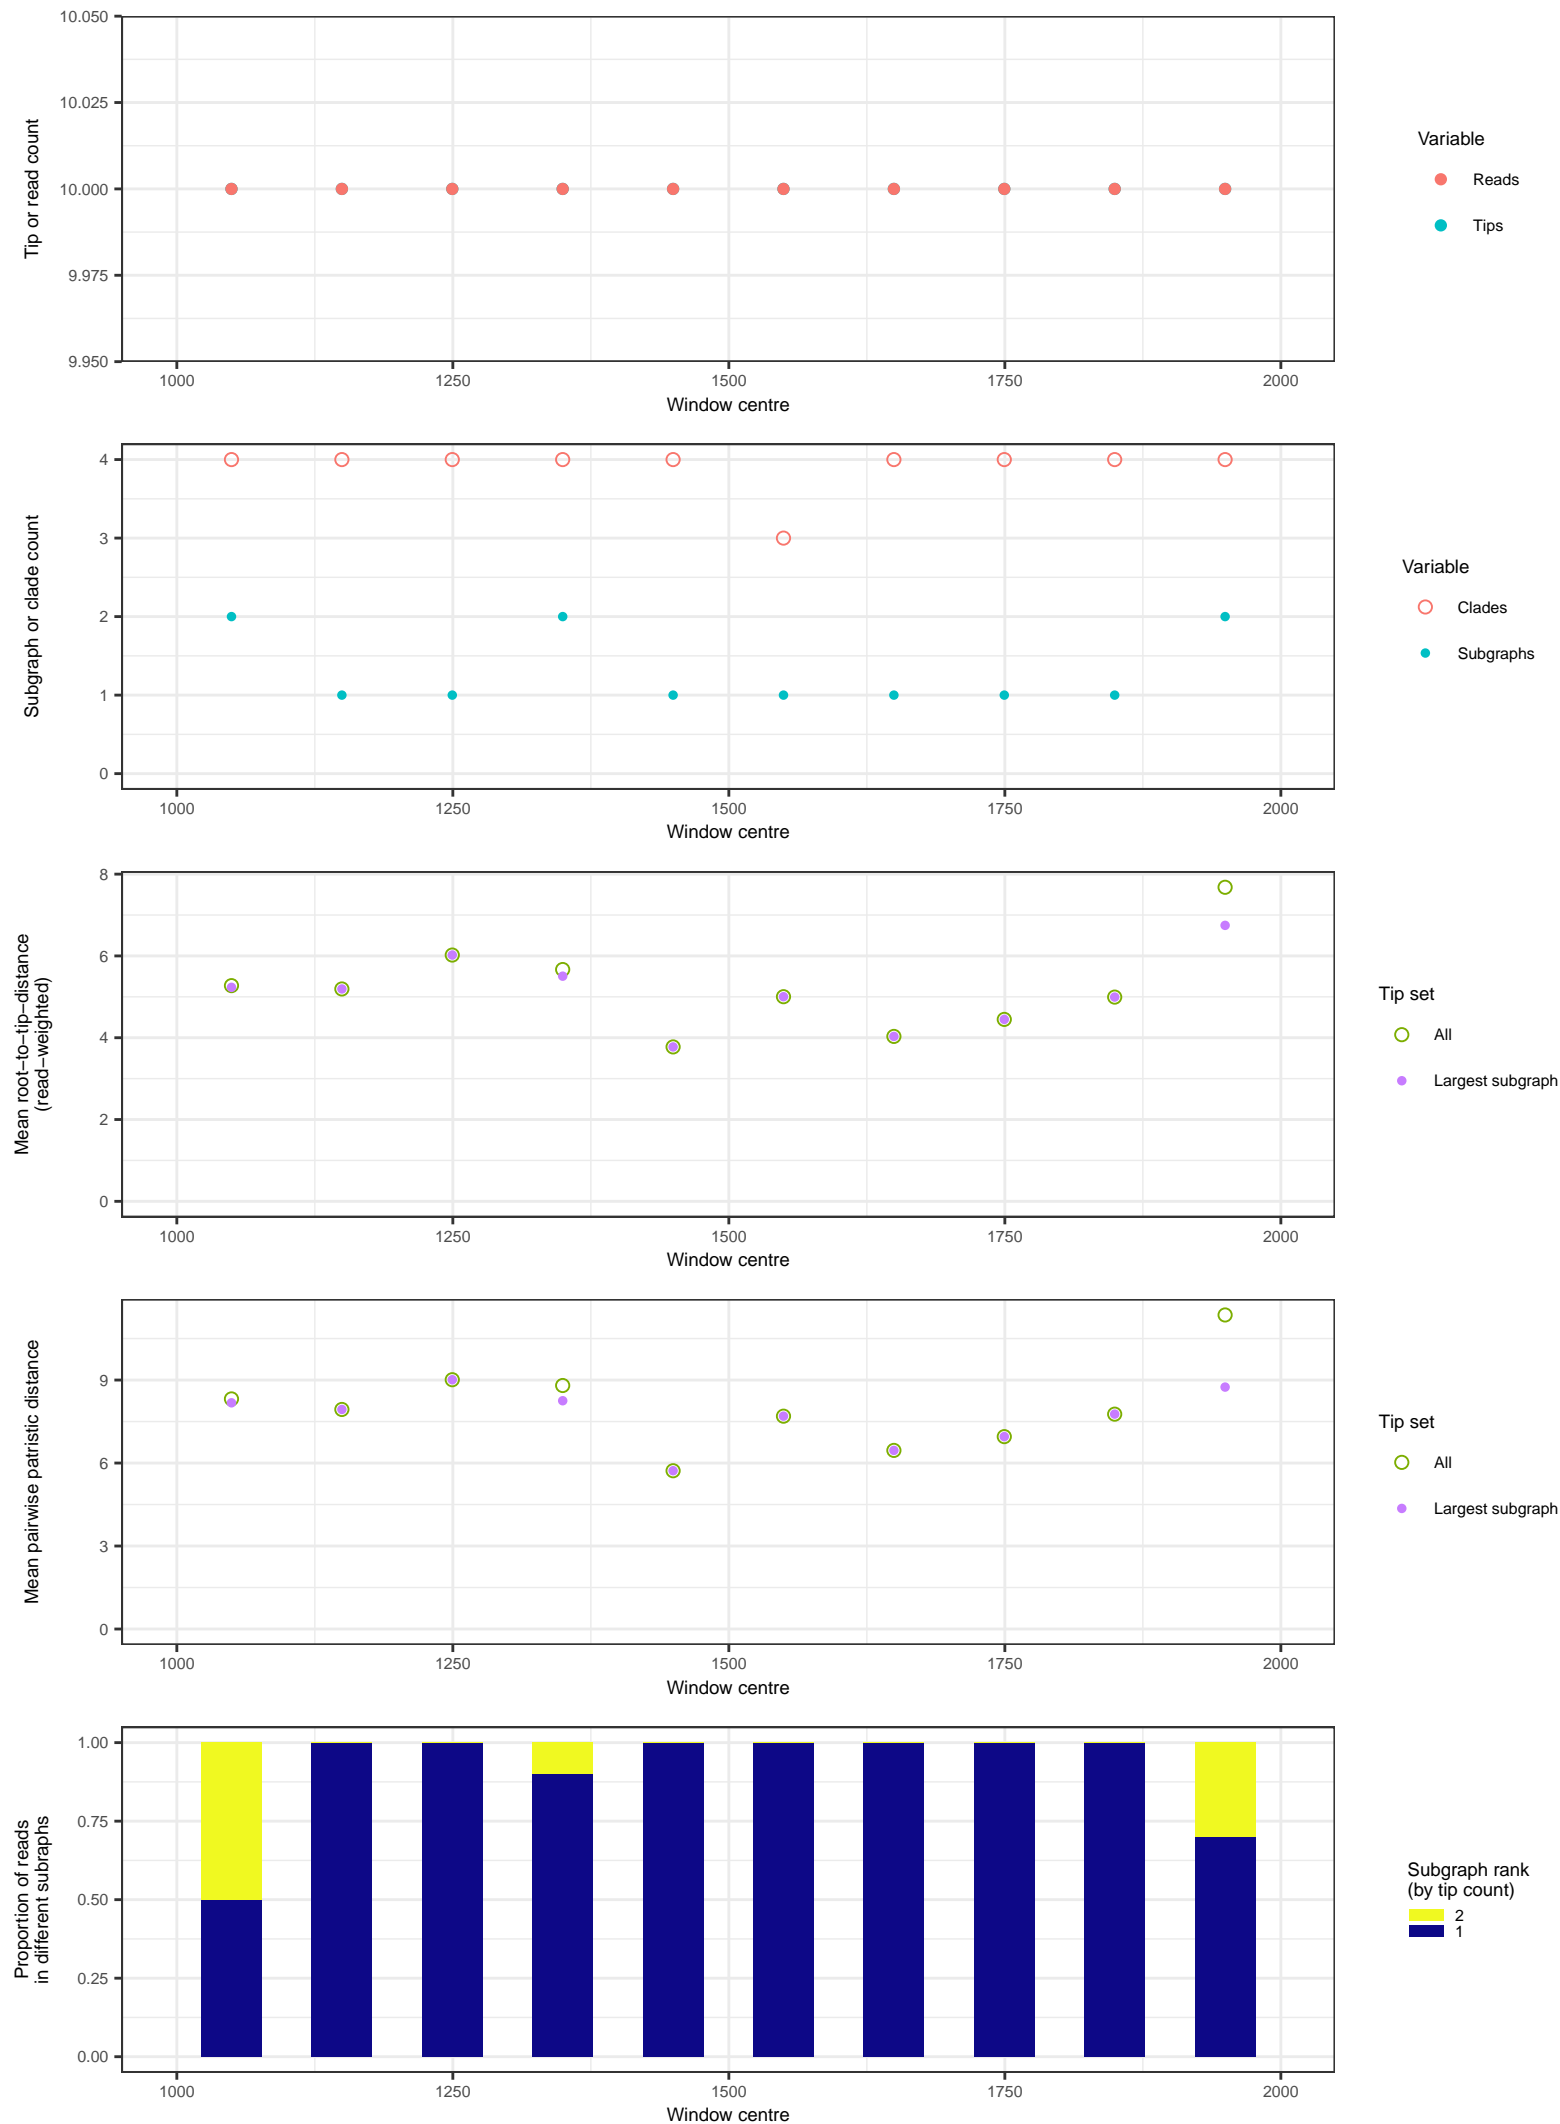 10.050
10.025
10.000
9.975
9.950
Tip or read count
1000 1250 1500 1750 2000
Window centre
Variable
Reads
Tips
4
3
2
1
0
Subgraph or clade count
1000 1250 1500 1750 2000
Window centre
Variable
Clades
Subgraphs
8
6
4
2
0
Mean root−to−tip−distance
(read−weighted)
1000 1250 1500 1750 2000
Window centre
Tip set
All
Largest subgraph
9
6
3
0
Mean pairwise patristic distance
1000 1250 1500 1750 2000
Window centre
Tip set
All
Largest subgraph
1.00
0.75
0.50
0.25
0.00
Proportion of reads
in different subraphs
1000 1250 1500 1750 2000
Window centre
Subgraph rank
(by tip count)
2
1